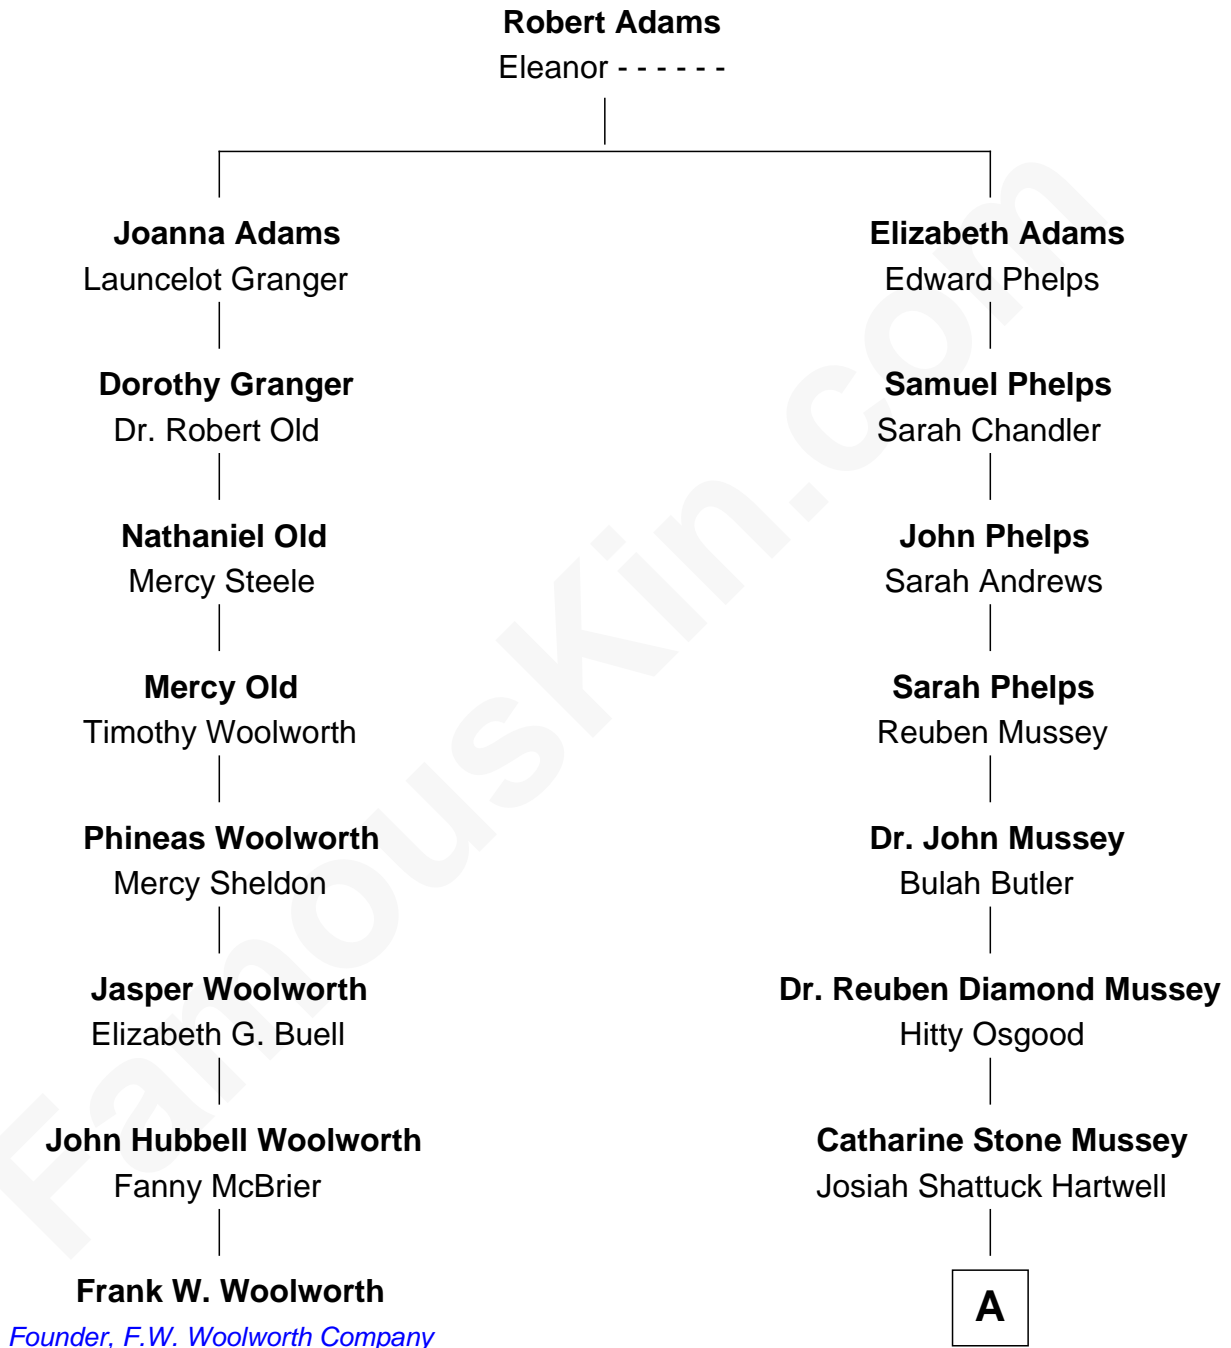 Robert Adams
Eleanor - - - - - -
Joanna Adams
Launcelot Granger
Elizabeth Adams
Edward Phelps
Dorothy Granger
Dr. Robert Old
Samuel Phelps
Sarah Chandler
Nathaniel Old
Mercy Steele
John Phelps
Sarah Andrews
Mercy Old
Timothy Woolworth
Sarah Phelps
Reuben Mussey
Phineas Woolworth
Mercy Sheldon
Dr. John Mussey
Bulah Butler
Jasper Woolworth
Elizabeth G. Buell
Dr. Reuben Diamond Mussey
Hitty Osgood
John Hubbell Woolworth
Fanny McBrier
Catharine Stone Mussey
Josiah Shattuck Hartwell
Frank W. Woolworth
Founder, F.W. Woolworth Company
A
FamousKin.com